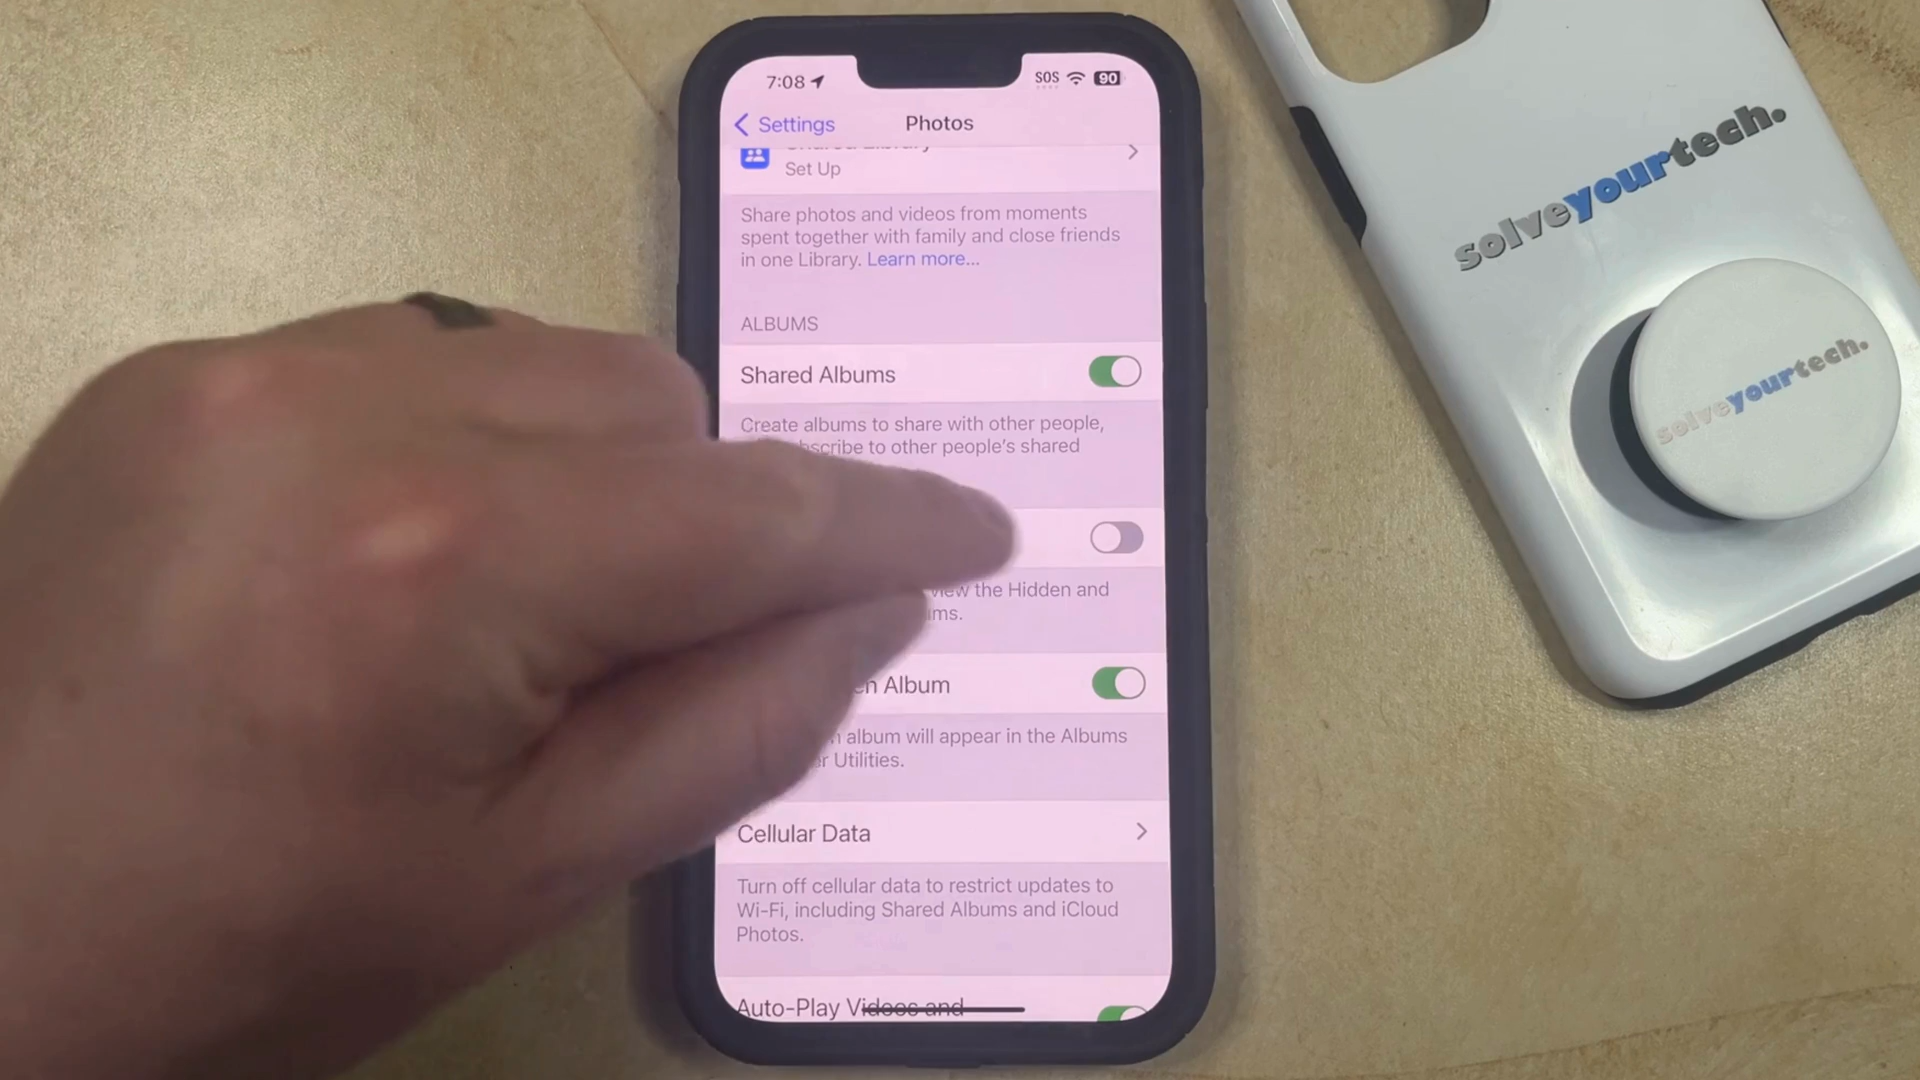 7:08
SOS
90
Settings
Photos
Shared Library
Set Up
Share photos and videos from moments
spent together with family and close friends
in one Library. Learn more...
ALBUMS
Shared Albums
Create albums to share with other people,
to other people's shared
view the Hidden and
Album
album will appear in the Albums
Utilities.
Cellular Data
Turn off cellular data to restrict updates to
Wi-Fi, including Shared Albums and iCloud
Photos.
Auto-Play Videos and
solveyourtech.
solveyourtech.